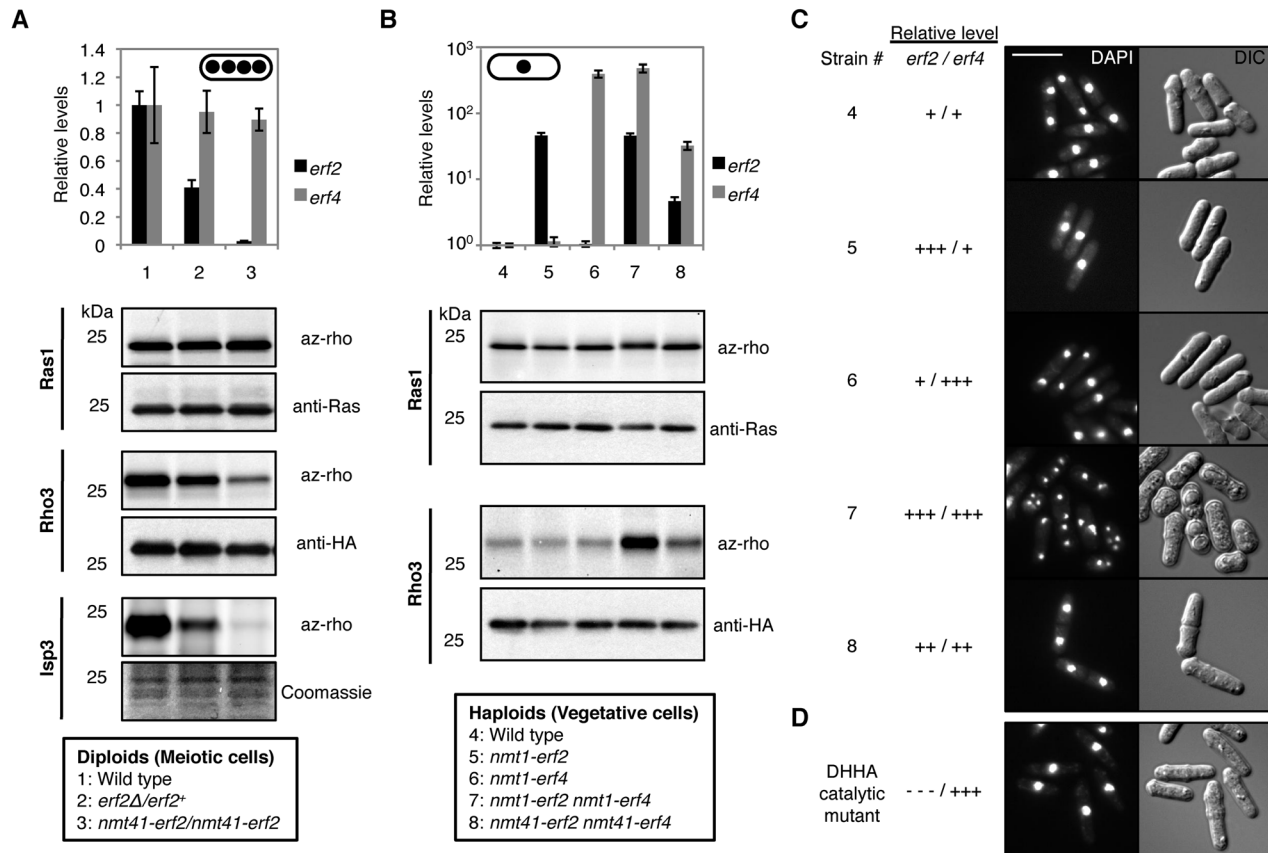 A
Relative levels
1.4
1.2
1
0.8
0.6
0.4
0.2
0
erf2
erf4
1 2 3
kDa
Ras1
25
az-rho
25
anti-Ras
Rho3
25
az-rho
25
anti-HA
Isp3
25
az-rho
25
Coomassie
Diploids (Meiotic cells)
1: Wild type
2: erf2Δ/erf2⁺
3: nmt41-erf2/nmt41-erf2
B
Relative levels
10³
10²
10¹
10⁰
erf2
erf4
4 5 6 7 8
kDa
Ras1
25
az-rho
25
anti-Ras
Rho3
25
az-rho
25
anti-HA
Haploids (Vegetative cells)
4: Wild type
5: nmt1-erf2
6: nmt1-erf4
7: nmt1-erf2 nmt1-erf4
8: nmt41-erf2 nmt41-erf4
C
Relative level
Strain # erf2 / erf4
DAPI DIC
4 + / +
5 +++ / +
6 + / +++
7 +++ / +++
8 ++ / ++
D
DHHA
catalytic
mutant
- - - / +++